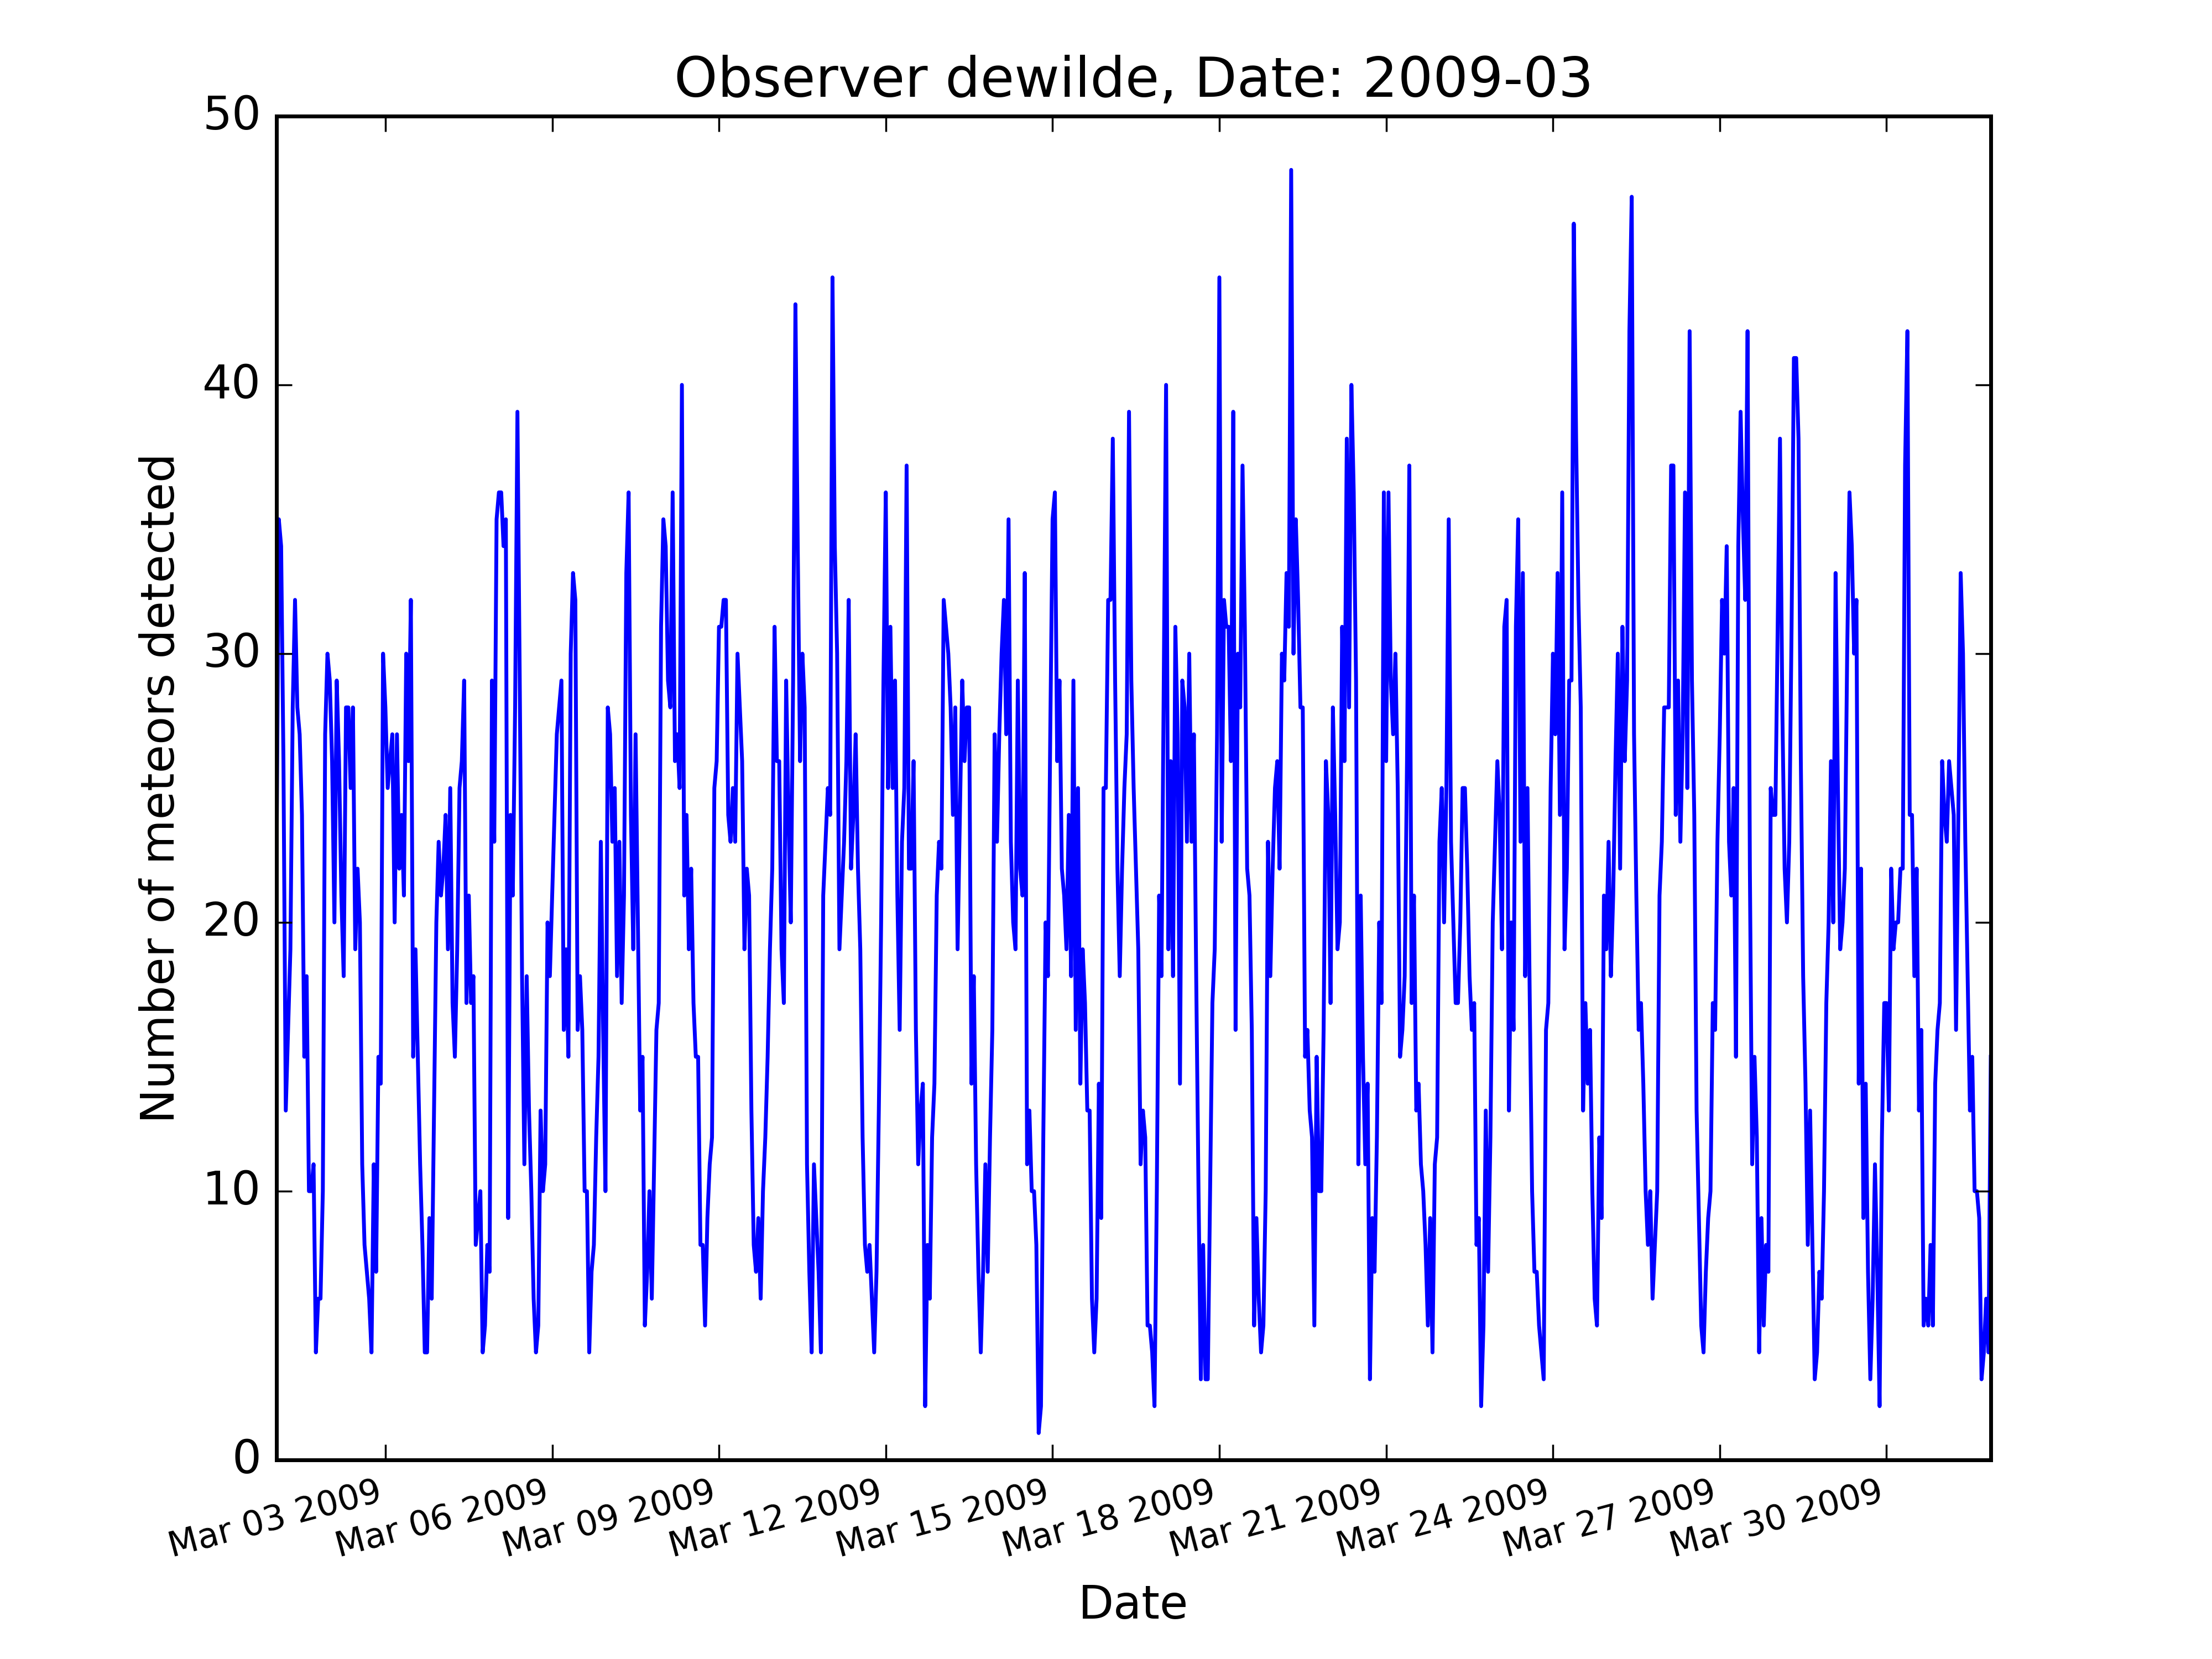 Observer dewilde, Date: 2009-03
Number of meteors detected
50
40
30
20
10
0
Mar 03 2009
Mar 06 2009
Mar 09 2009
Mar 12 2009
Mar 15 2009
Mar 18 2009
Mar 21 2009
Mar 24 2009
Mar 27 2009
Mar 30 2009
Date